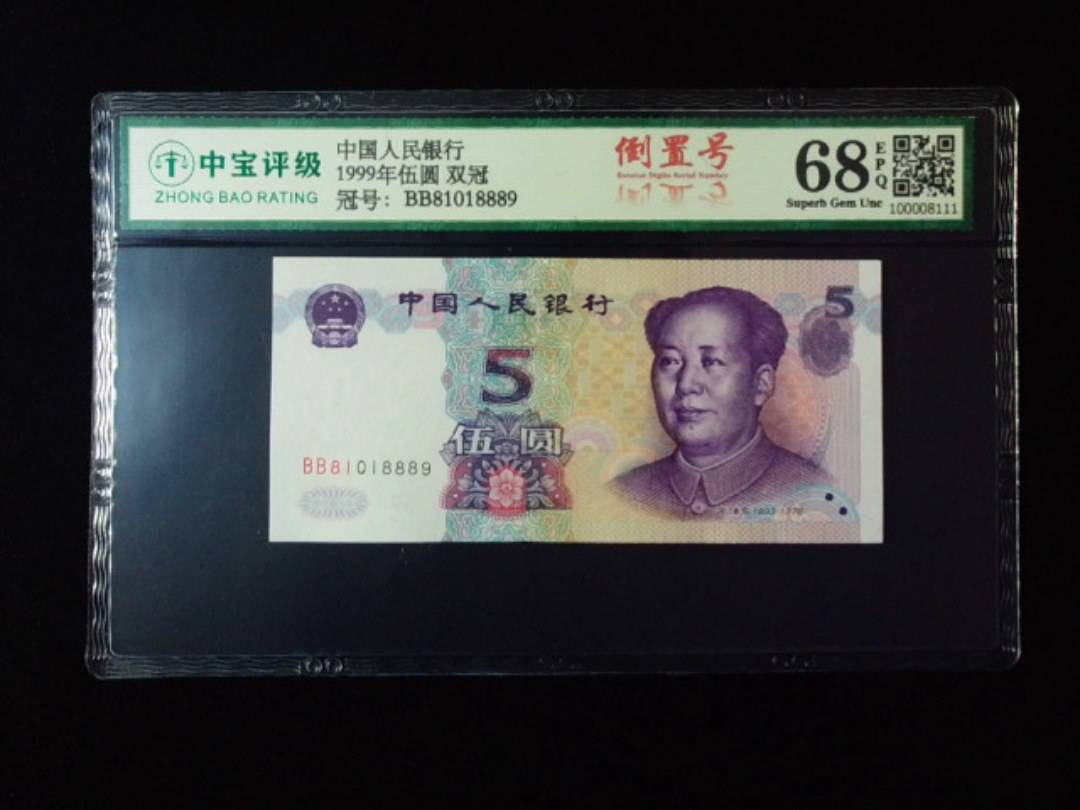 中宝评级
ZHONG BAO RATING
中国人民银行
1999年伍圆 双冠
冠号：BB81018889
倒置号
68
EPQ
Superb Gem Unc
100008111
中国人民银行
5
5
伍圆
BB81018889